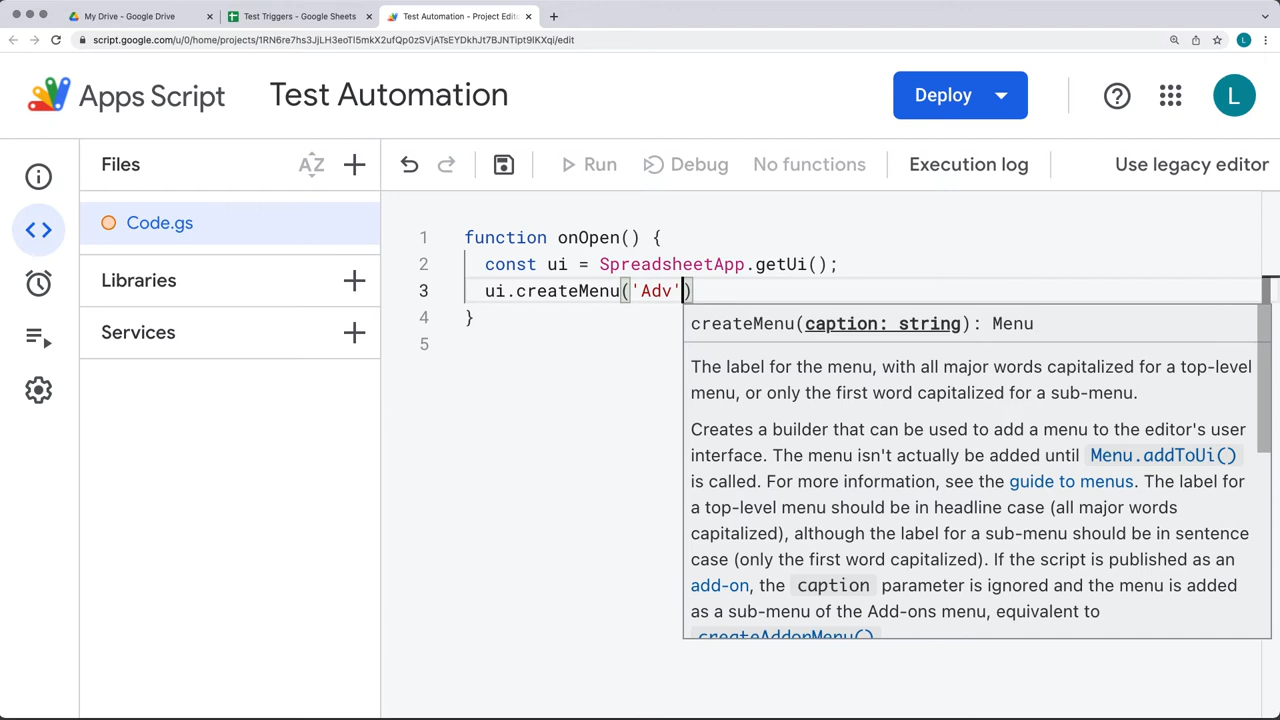 My Drive - Google Drive
Test Triggers - Google Sheets
Test Automation - Project Edito
script.google.com/u/0/home/projects/1RN6re7hs3JjLH3eoTl5mkX2ufQp0zSVjATsEYDkhJt7BJNTipt9IKXqi/edit
L
Apps Script
Test Automation
Deploy
L
Files
AZ
Run
Debug
No functions
Execution log
Use legacy editor
Code.gs
Libraries
Services
1 function onOpen() {
2 const ui = SpreadsheetApp.getUi();
3 ui.createMenu('Adv')
4 }
5
createMenu(caption: string): Menu
The label for the menu, with all major words capitalized for a top-level
menu, or only the first word capitalized for a sub-menu.
Creates a builder that can be used to add a menu to the editor's user
interface. The menu isn't actually be added until Menu.addToUi()
is called. For more information, see the guide to menus. The label for
a top-level menu should be in headline case (all major words
capitalized), although the label for a sub-menu should be in sentence
case (only the first word capitalized). If the script is published as an
add-on, the caption parameter is ignored and the menu is added
as a sub-menu of the Add-ons menu, equivalent to
createAddonMenu()